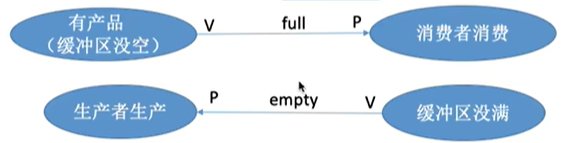 有产品
（缓冲区没空）
V full P
消费者消费
生产者生产
P empty V
缓冲区没满